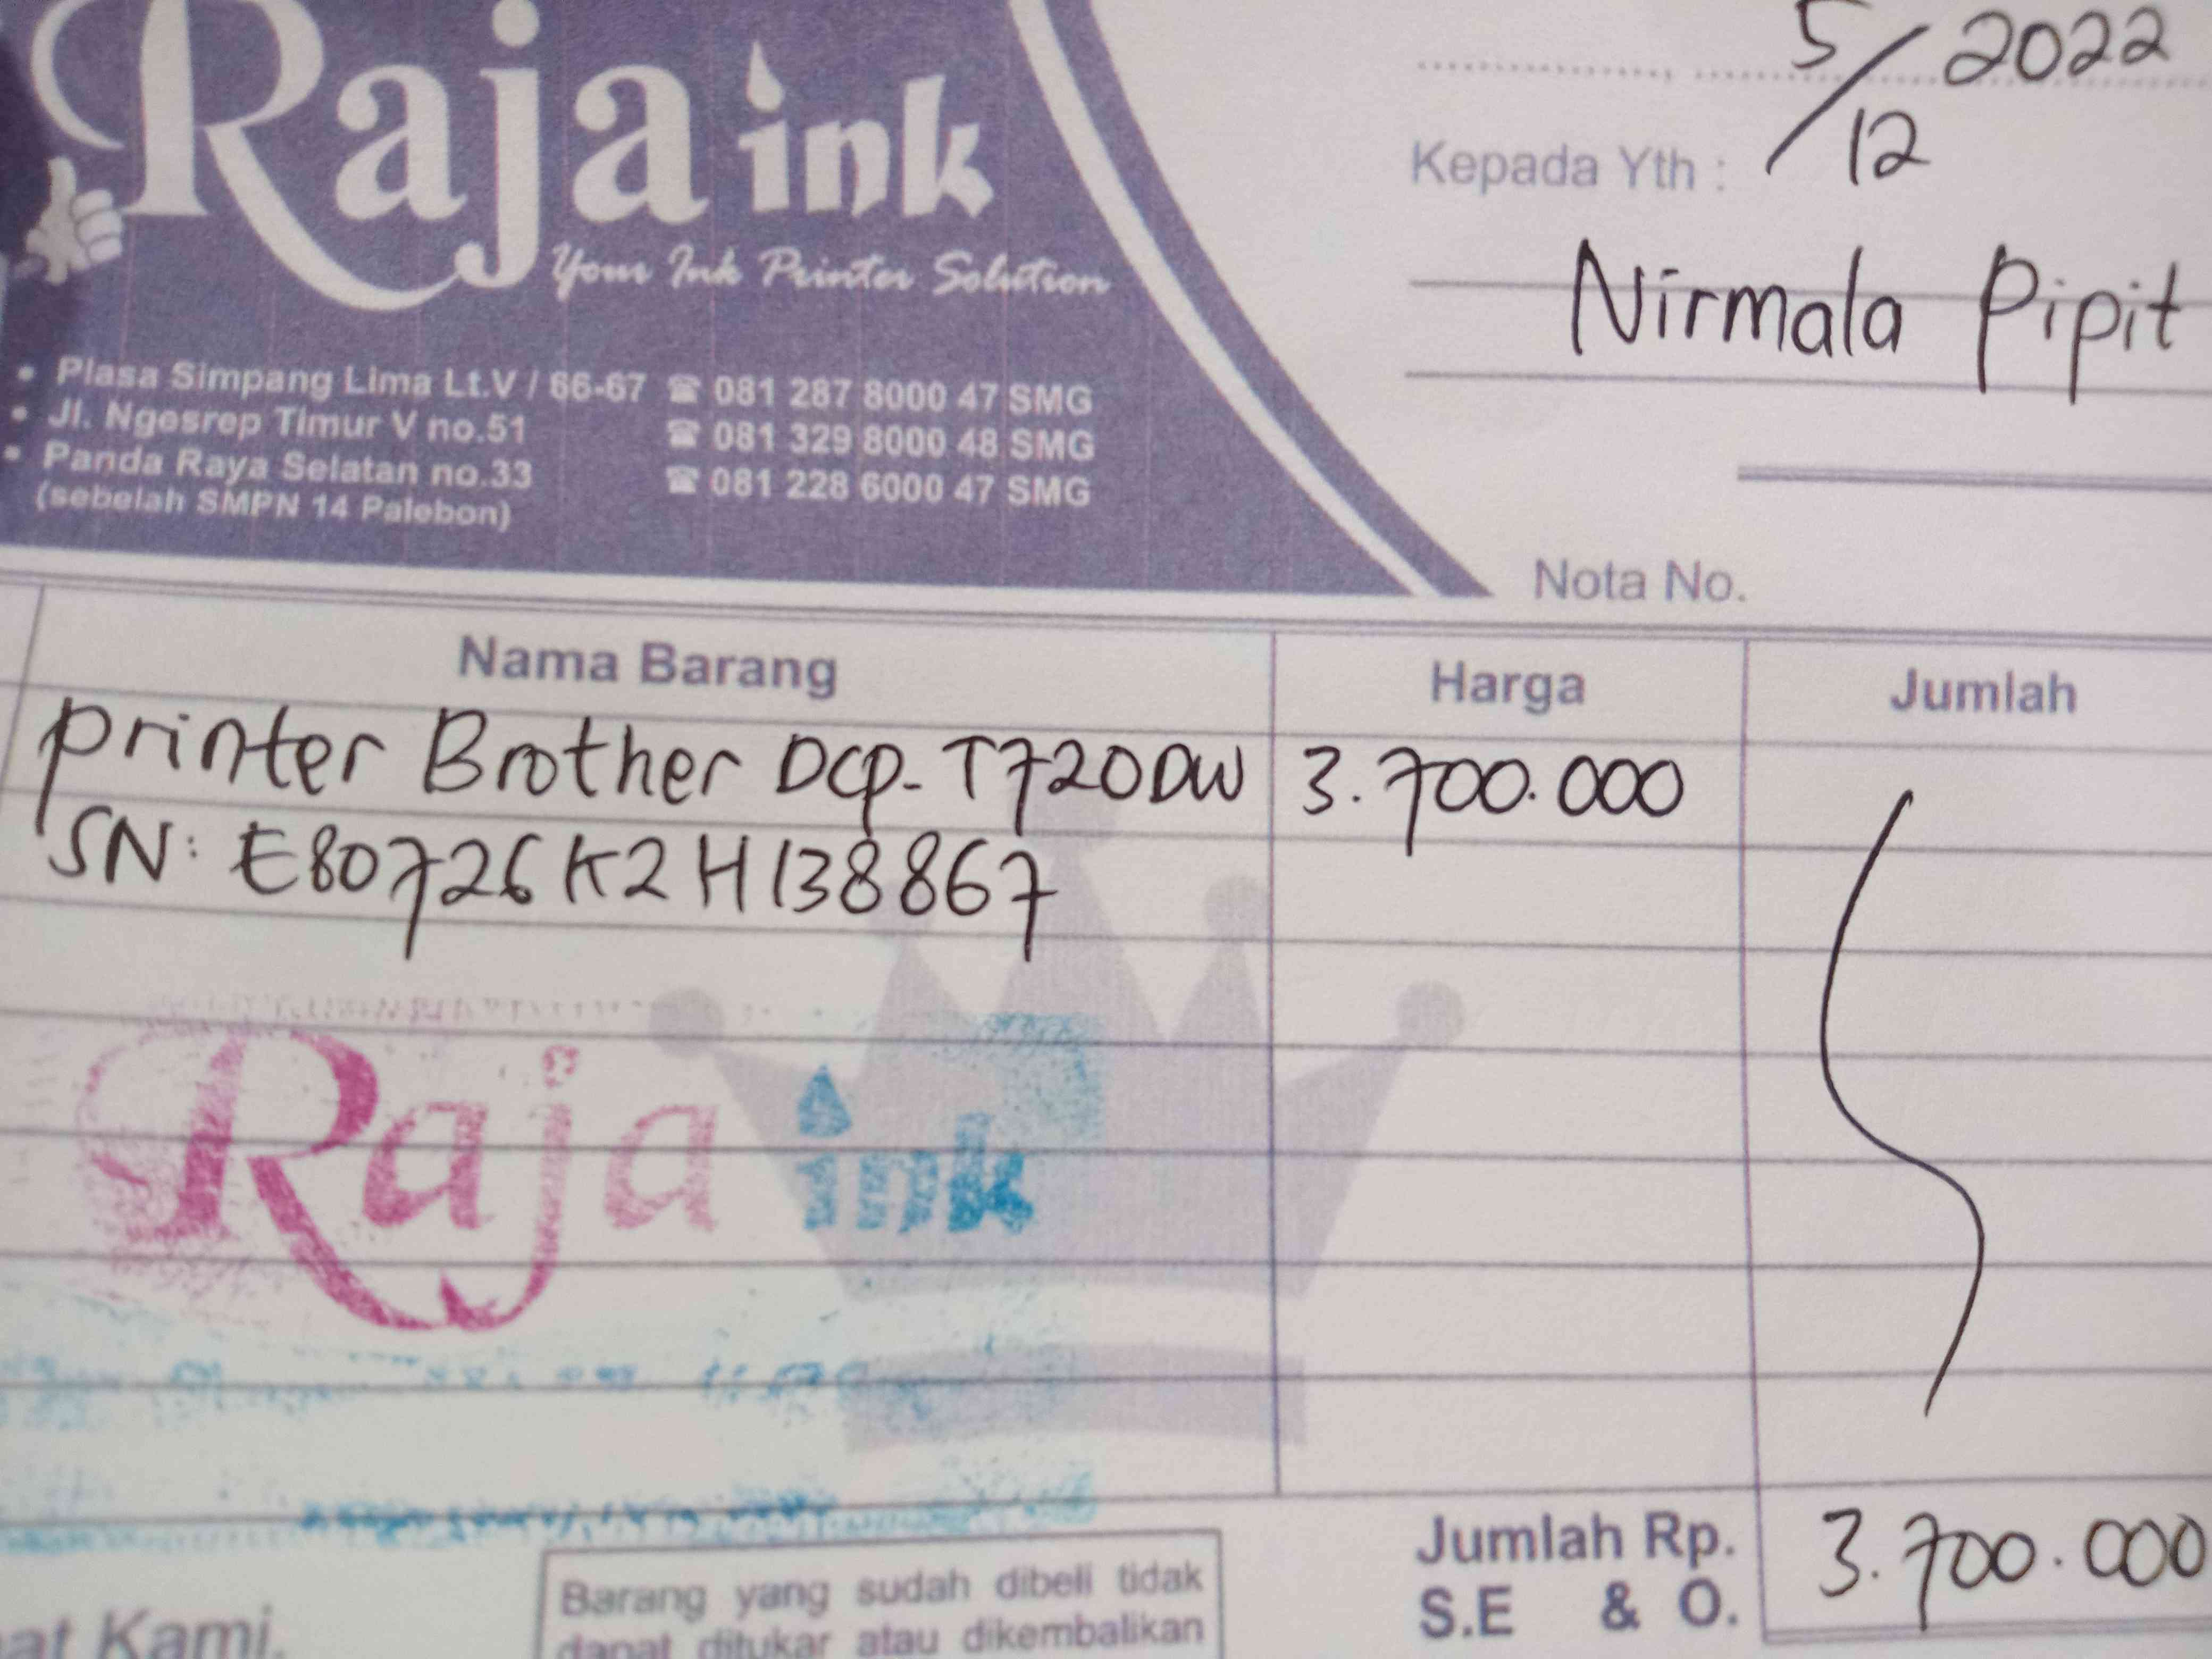 Raja ink
Your Ink Printer Solution
• Plasa Simpang Lima Lt.V / 66-67 ☎ 081 287 8000 47 SMG
• Jl. Ngesrep Timur V no.51 ☎ 081 329 8000 48 SMG
• Panda Raya Selatan no.33 ☎ 081 228 6000 47 SMG
(sebelah SMPN 14 Palebon)
5/12 2022
Kepada Yth :
Nirmala Pipit
Nota No.
Nama Barang Harga Jumlah
Printer Brother DCP-T720DW 3.700.000
SN: E80726K2H138867
Raja ink
Jumlah Rp. 3.700.000
S.E & O.
Barang yang sudah dibeli tidak
dapat ditukar atau dikembalikan
Kami.